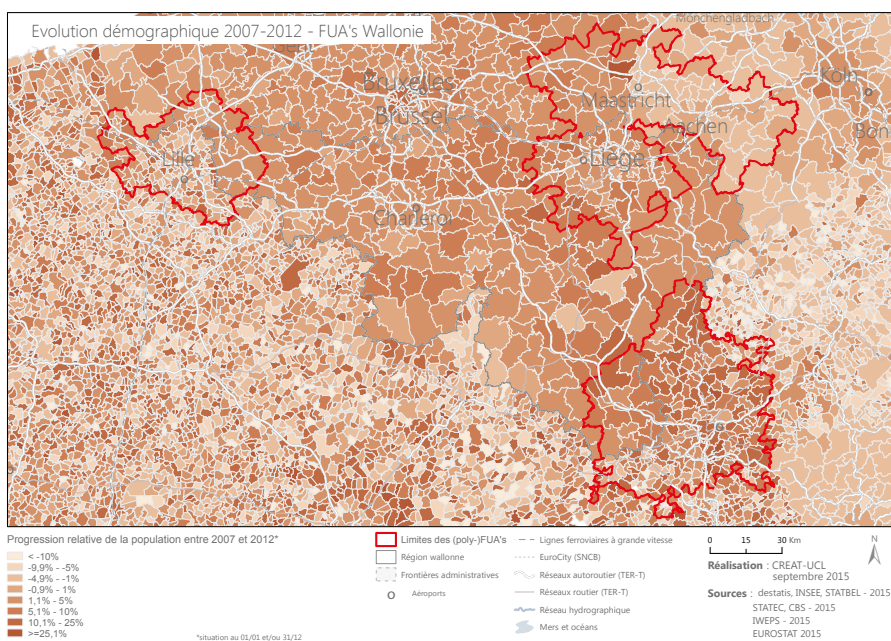 Evolution démographique 2007-2012 - FUA's Wallonie
Mönchengladbach
Gent
Bruxelles
Brussel
Maastricht
Köln
Aachen
Bonn
Lille
Liège
Charleroi
Progression relative de la population entre 2007 et 2012*
< -10%
-9,9% - -5%
-4,9% - -1%
-0,9% - 1%
1,1% - 5%
5,1% - 10%
10,1% - 25%
>=25,1%
*situation au 01/01 et/ou 31/12
Limites des (poly-)FUA's
Région wallonne
Frontières administratives
Aéroports
Lignes ferroviaires à grande vitesse
EuroCity (SNCB)
Réseaux autoroutier (TER-T)
Réseaux routier (TER-T)
Réseau hydrographique
Mers et océans
0 15 30 Km
N
Réalisation : CREAT-UCL
septembre 2015
Sources : destatis, INSEE, STATBEL - 2015
STATEC, CBS - 2015
IWEPS - 2015
EUROSTAT 2015